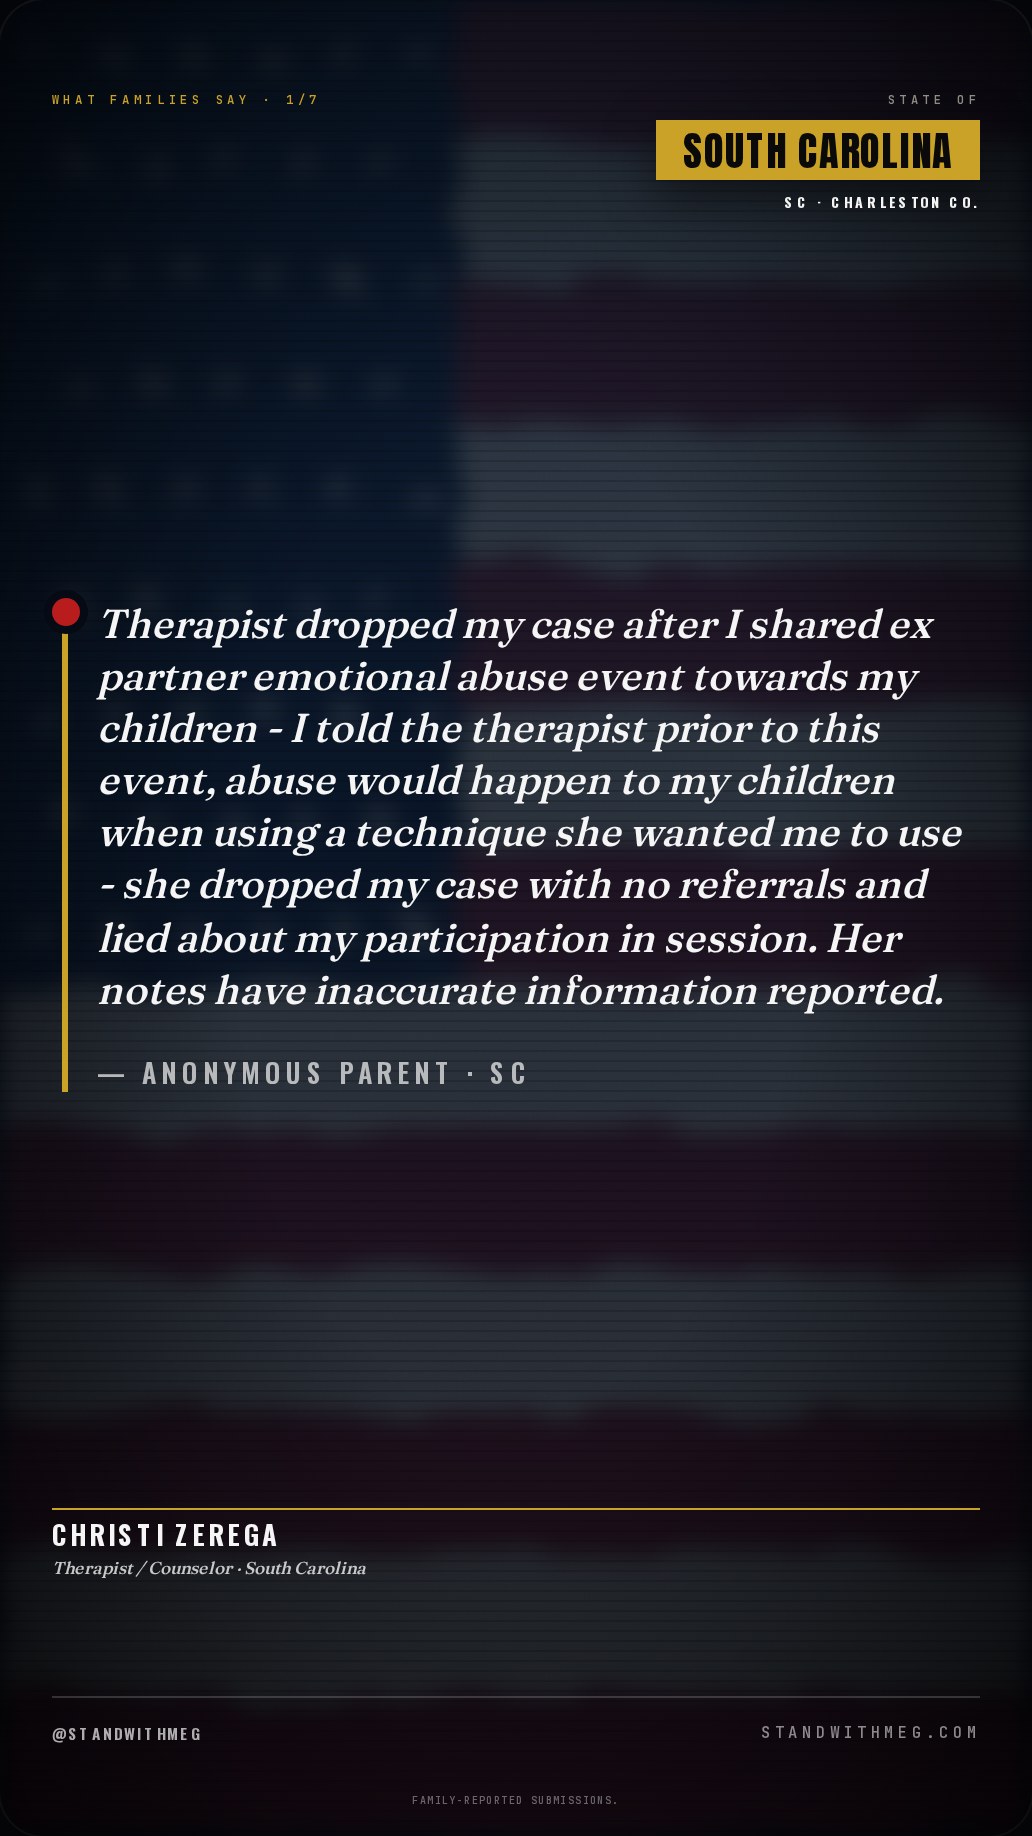 WHAT FAMILIES SAY · 1/7
STATE OF
SOUTH CAROLINA
SC · CHARLESTON CO.
Therapist dropped my case after I shared ex
partner emotional abuse event towards my
children - I told the therapist prior to this
event, abuse would happen to my children
when using a technique she wanted me to use
- she dropped my case with no referrals and
lied about my participation in session. Her
notes have inaccurate information reported.
— ANONYMOUS PARENT · SC
CHRISTI ZEREGA
Therapist / Counselor · South Carolina
@STANDWITHMEG
STANDWITHMEG.COM
FAMILY-REPORTED SUBMISSIONS.